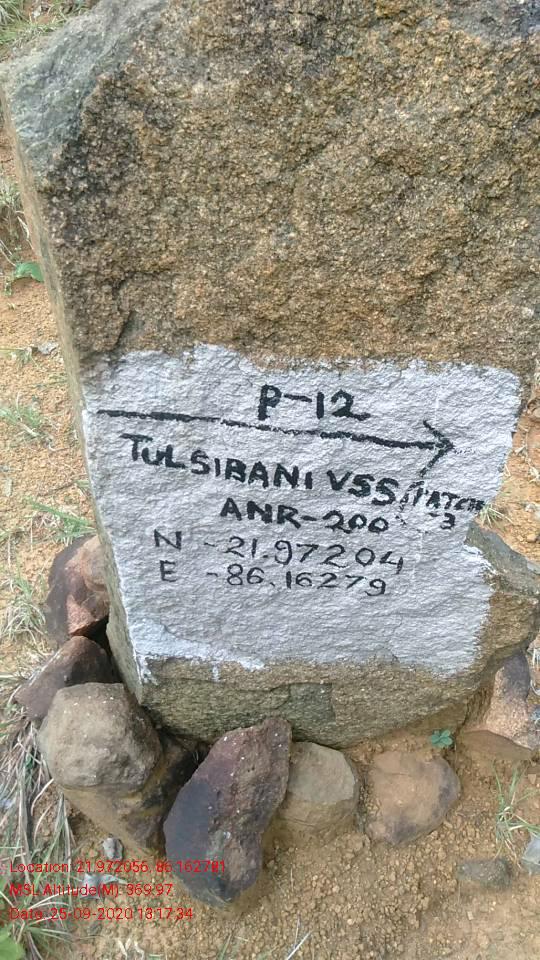 P-12
TULSIBANI VSS/PATCH-3
ANR-200
N -21.97204
E -86.16279
Location: 21.972056, 86.162781
MSL Altitude(M): 369.97
Date: 25-09-2020 13:17:34